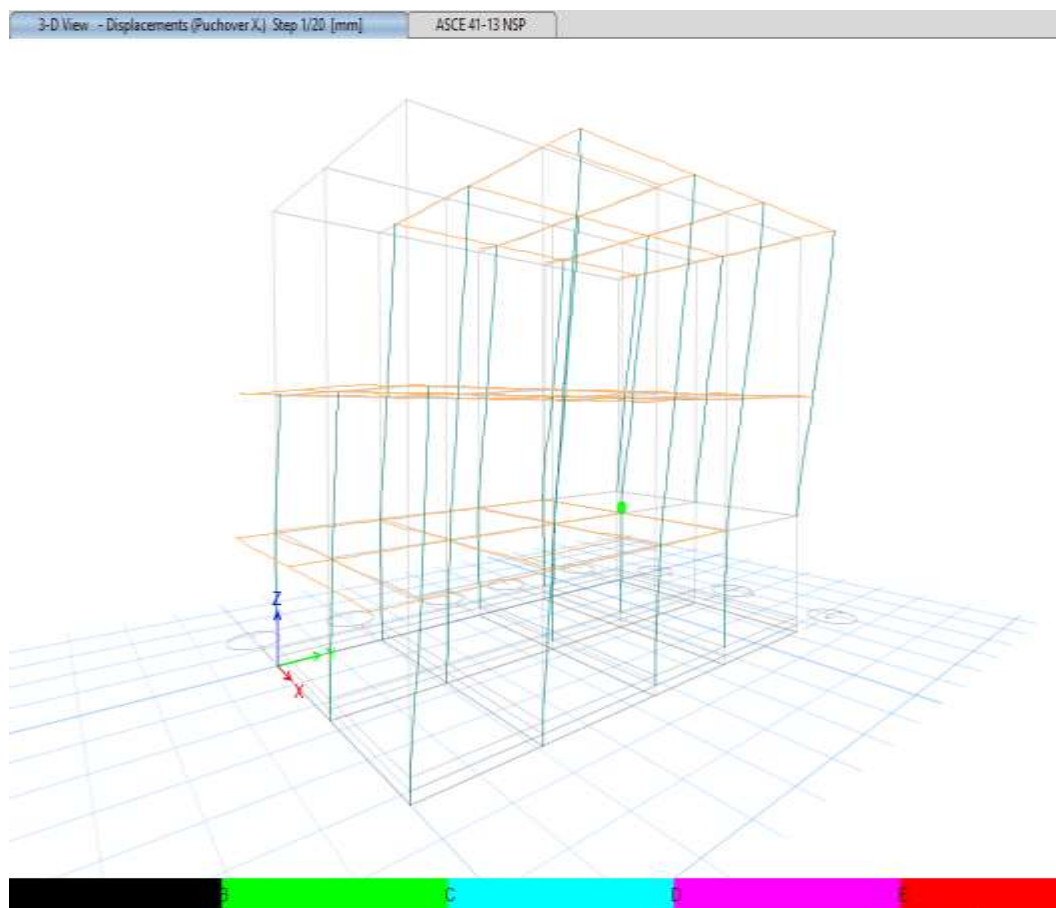 3-D View - Displacements (Puchover X) Step 1/20 [mm]
ASCE 41-13 NSP
Z
X
B
C
D
E